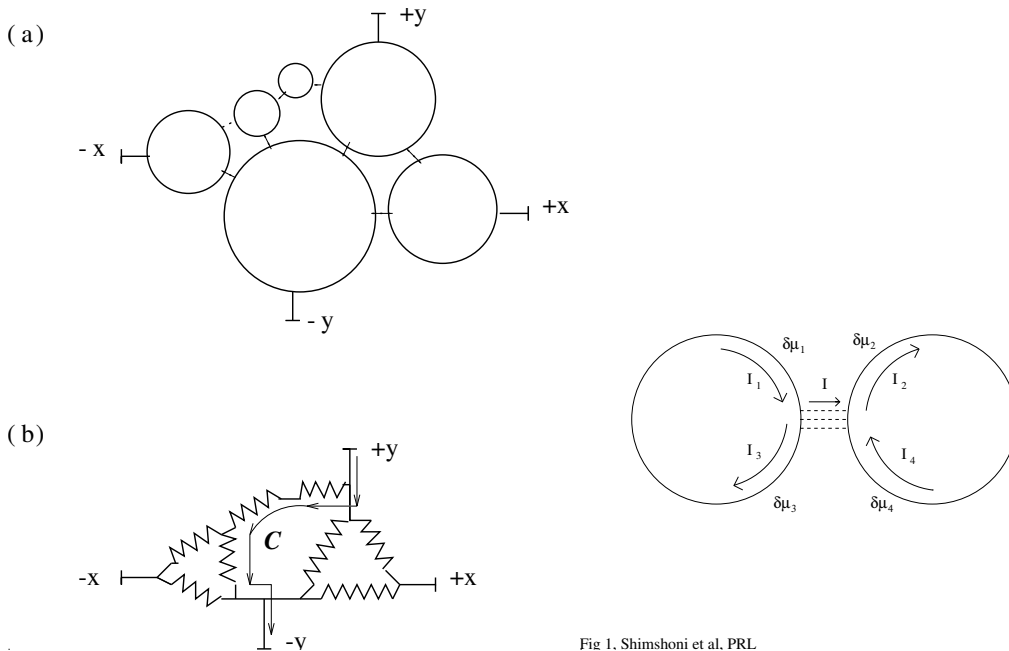 ( a )
+y
- x
+x
- y
δμ₁
δμ₂
I
I₁
I₂
I₃
I₄
δμ₃
δμ₄
( b )
+y
C
-x
+x
-y
Fig 1, Shimshoni et al, PRL